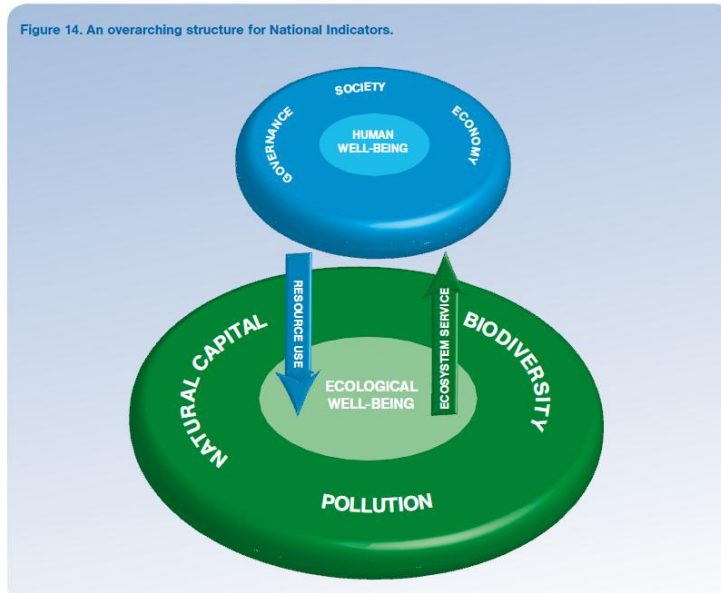 Figure 14. An overarching structure for National Indicators.
SOCIETY
GOVERNANCE
ECONOMY
HUMAN
WELL-BEING
RESOURCE USE
ECOSYSTEM SERVICE
NATURAL CAPITAL
BIODIVERSITY
ECOLOGICAL
WELL-BEING
POLLUTION